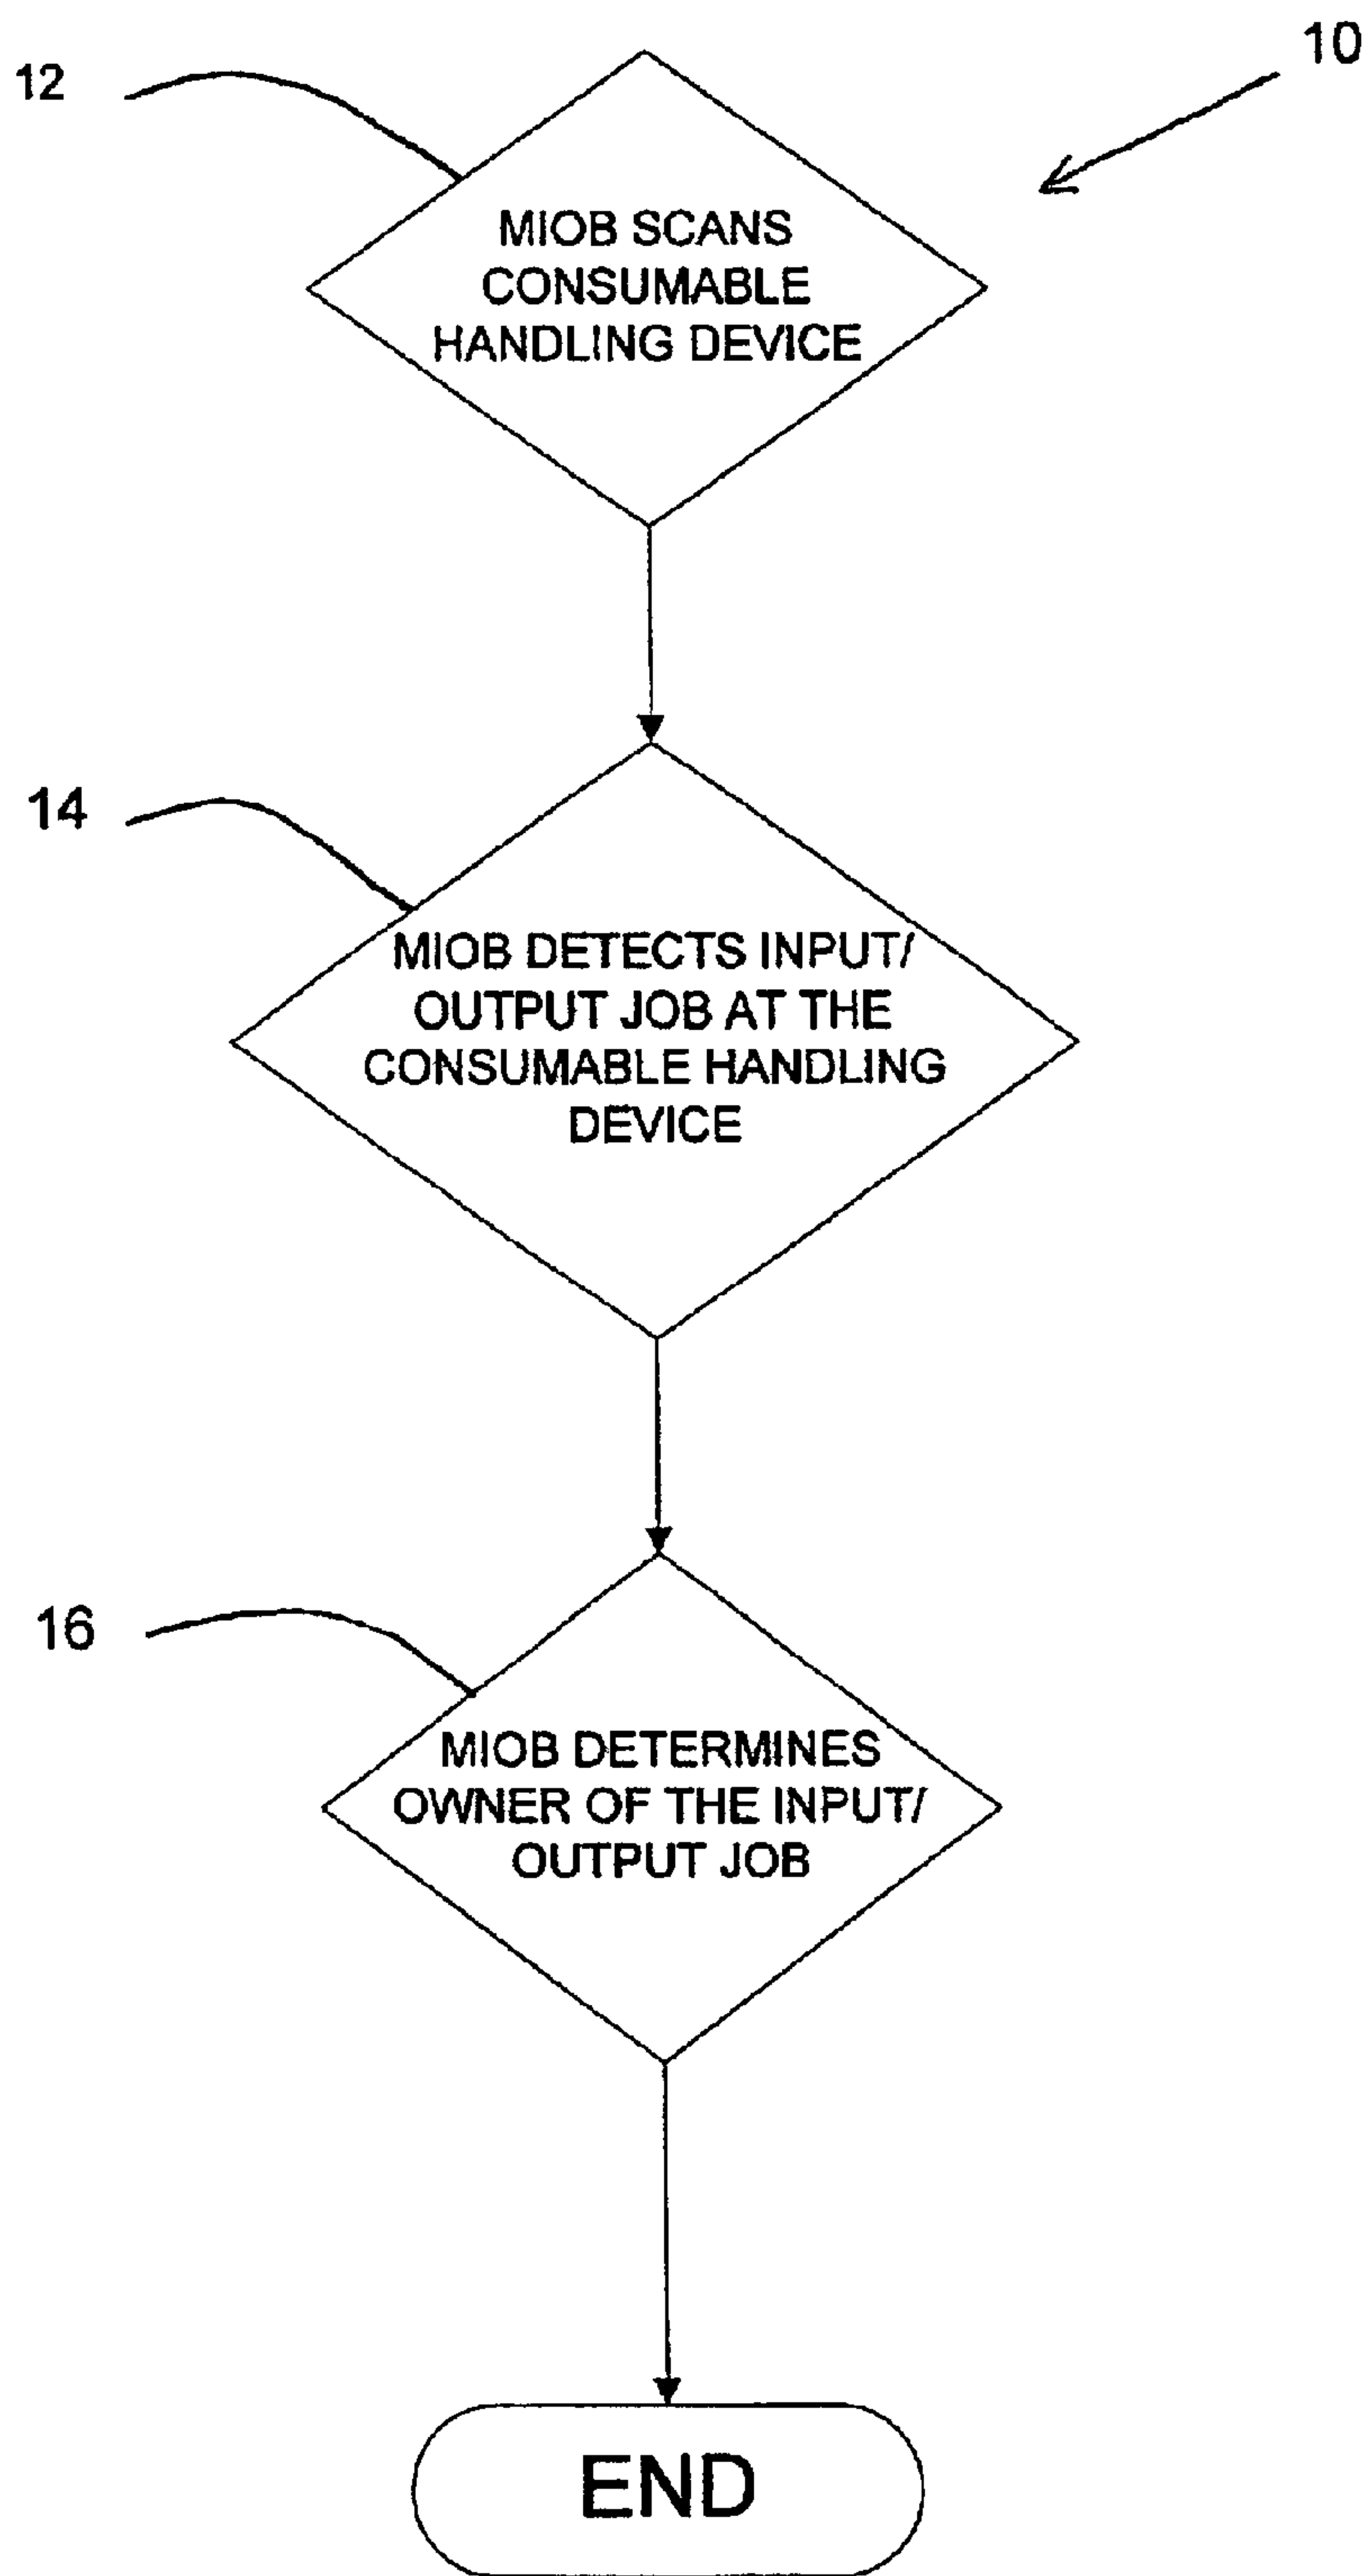 10
12
MIOB SCANS
CONSUMABLE
HANDLING DEVICE
14
MIOB DETECTS INPUT/
OUTPUT JOB AT THE
CONSUMABLE HANDLING
DEVICE
16
MIOB DETERMINES
OWNER OF THE INPUT/
OUTPUT JOB
END